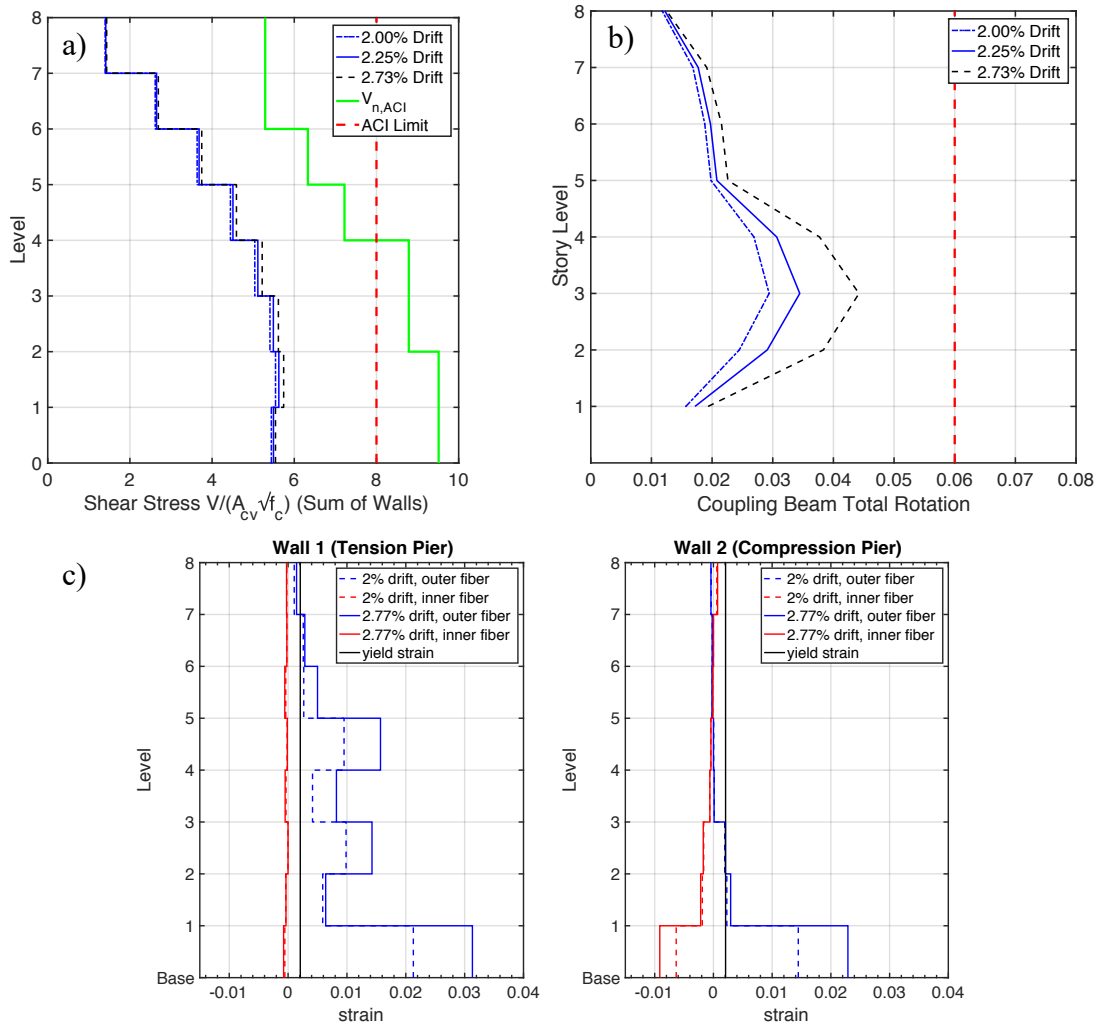 a)
8
7
6
5
4
3
2
1
0
Level
0 2 4 6 8 10
Shear Stress V/(A_cv√f_c) (Sum of Walls)
2.00% Drift
2.25% Drift
2.73% Drift
V_n,ACI
ACI Limit
b)
8
7
6
5
4
3
2
1
0
Story Level
0 0.01 0.02 0.03 0.04 0.05 0.06 0.07 0.08
Coupling Beam Total Rotation
2.00% Drift
2.25% Drift
2.73% Drift
c)
Wall 1 (Tension Pier)
8
7
6
5
4
3
2
1
Base
Level
-0.01 0 0.01 0.02 0.03 0.04
strain
2% drift, outer fiber
2% drift, inner fiber
2.77% drift, outer fiber
2.77% drift, inner fiber
yield strain
Wall 2 (Compression Pier)
8
7
6
5
4
3
2
1
Base
Level
-0.01 0 0.01 0.02 0.03 0.04
strain
2% drift, outer fiber
2% drift, inner fiber
2.77% drift, outer fiber
2.77% drift, inner fiber
yield strain